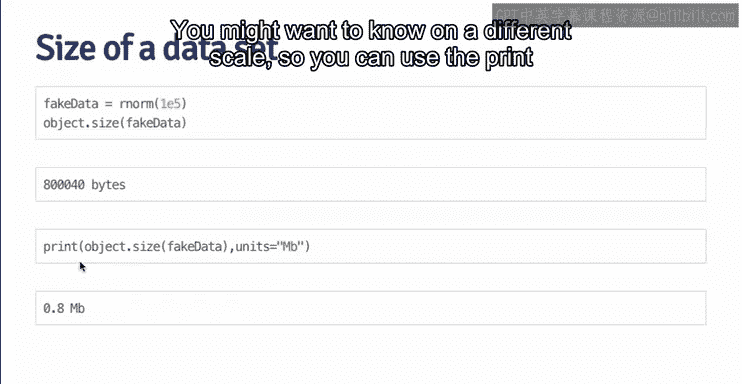 Size of a data set
You might want to know on a different
scale, so you can use the print
fakeData = rnorm(1e5)
object.size(fakeData)
800040 bytes
print(object.size(fakeData),units="Mb")
0.8 Mb